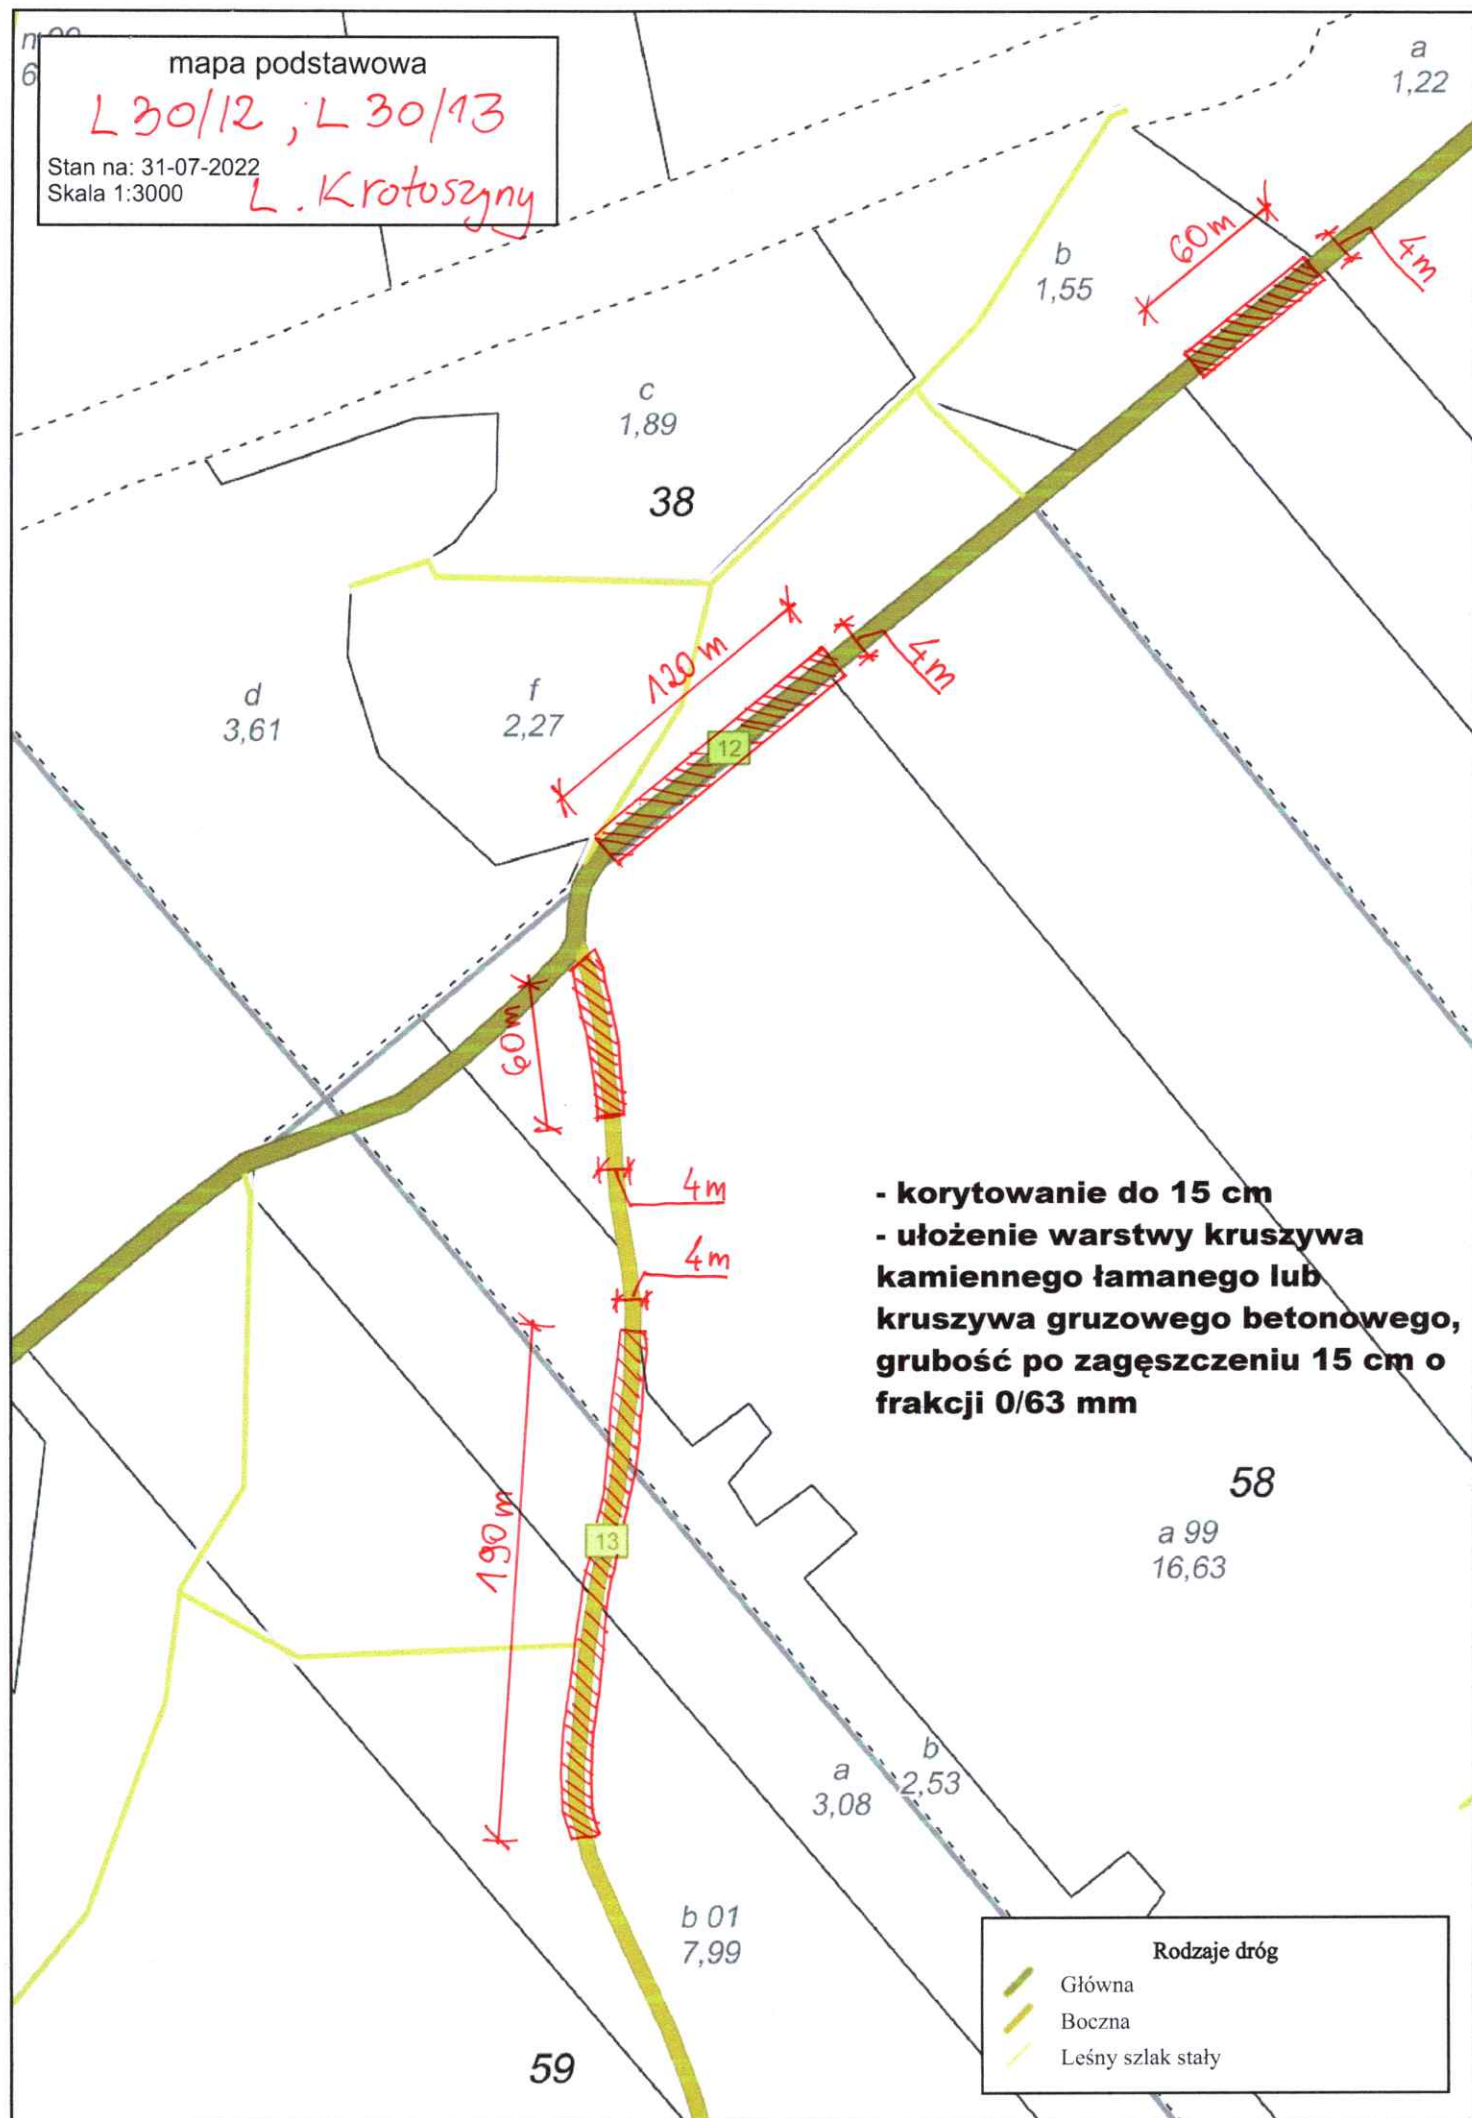 mapa podstawowa
L 30/12 ; L 30/13
Stan na: 31-07-2022
Skala 1:3000
L. Krotoszyny
a
1,22
b
1,55
60m
4m
c
1,89
38
120 m
4m
d
3,61
f
2,27
12
60m
4m
4m
- korytowanie do 15 cm
- ułożenie warstwy kruszywa
kamiennego łamanego lub
kruszywa gruzowego betonowego,
grubość po zagęszczeniu 15 cm o
frakcji 0/63 mm
58
a 99
16,63
190m
13
b
2,53
a
3,08
b 01
7,99
59
Rodzaje dróg
Główna
Boczna
Leśny szlak stały